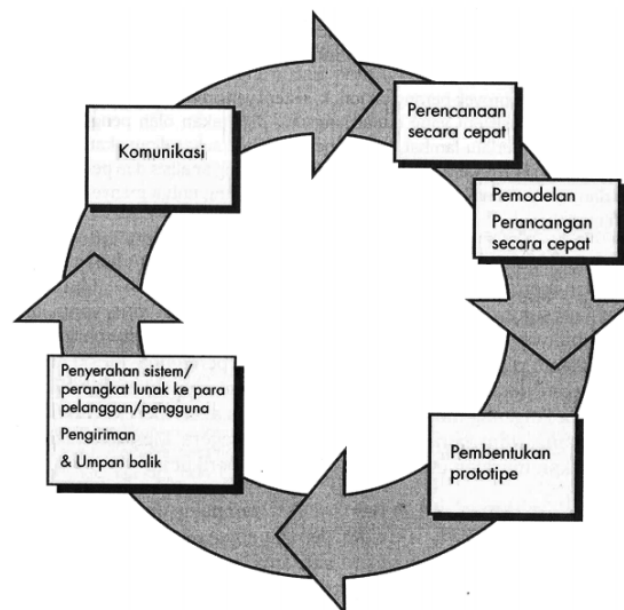 Komunikasi
Perencanaan
secara cepat
Pemodelan
Perancangan
secara cepat
Pembentukan
prototipe
Penyerahan sistem/
perangkat lunak ke para
pelanggan/pengguna
Pengiriman
& Umpan balik